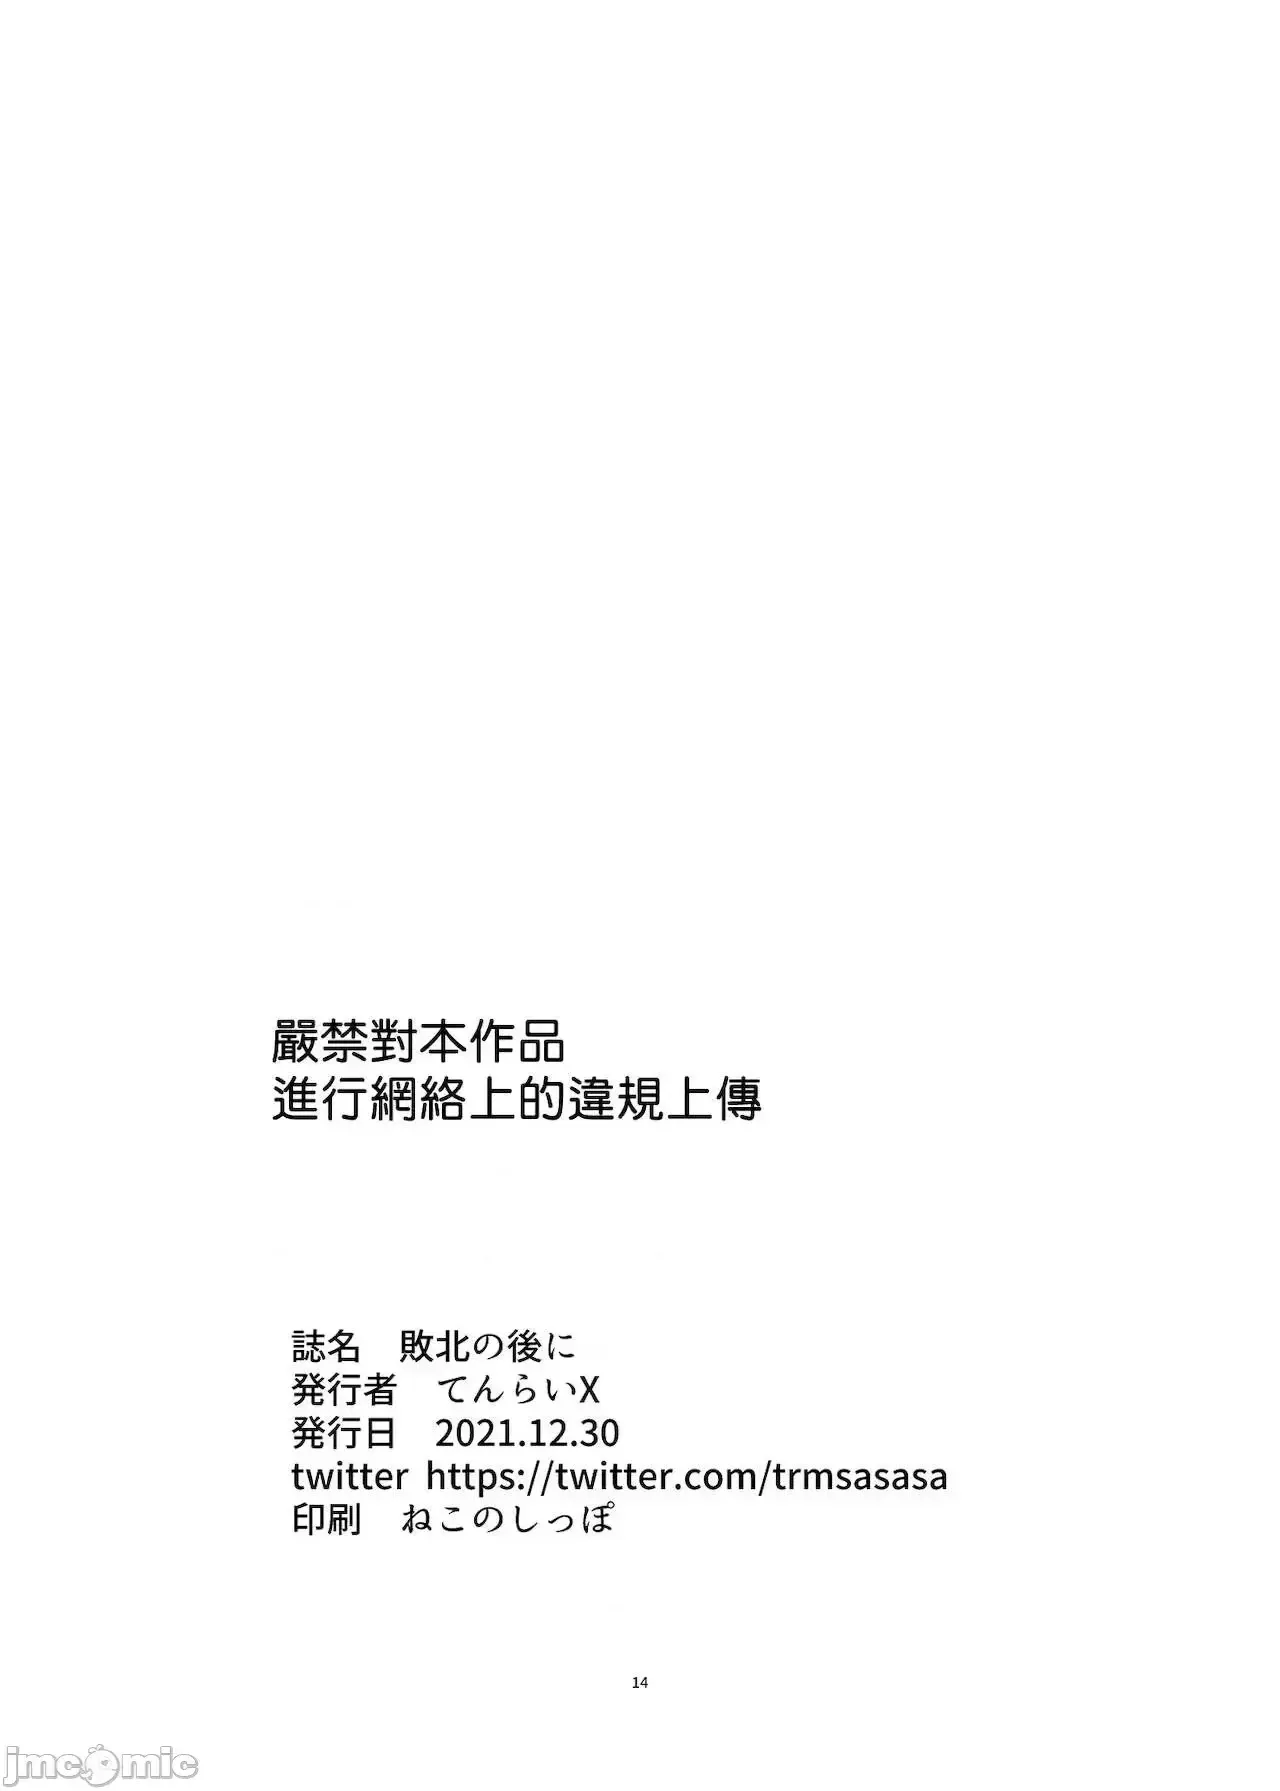 嚴禁對本作品
進行網絡上的違規上傳
誌名　敗北の後に
発行者　てんらいX
発行日　2021.12.30
twitter https://twitter.com/trmsasasa
印刷　ねこのしっぽ
14
jmcomic